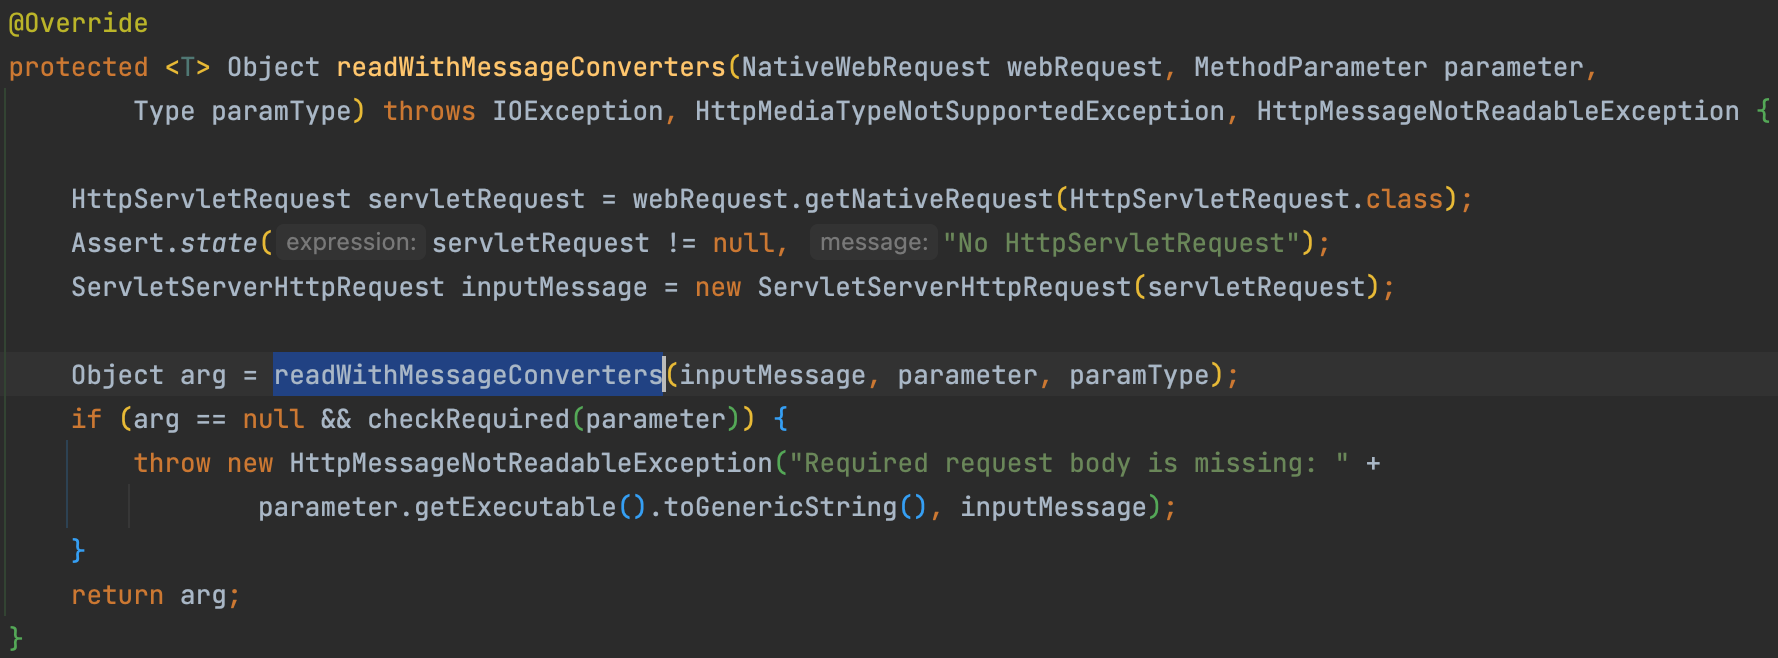 @Override
protected <T> Object readWithMessageConverters(NativeWebRequest webRequest, MethodParameter parameter,
Type paramType) throws IOException, HttpMediaTypeNotSupportedException, HttpMessageNotReadableException {
HttpServletRequest servletRequest = webRequest.getNativeRequest(HttpServletRequest.class);
Assert.state( expression: servletRequest != null, message: "No HttpServletRequest");
ServletServerHttpRequest inputMessage = new ServletServerHttpRequest(servletRequest);
Object arg = readWithMessageConverters(inputMessage, parameter, paramType);
if (arg == null && checkRequired(parameter)) {
throw new HttpMessageNotReadableException("Required request body is missing: " +
parameter.getExecutable().toGenericString(), inputMessage);
}
return arg;
}